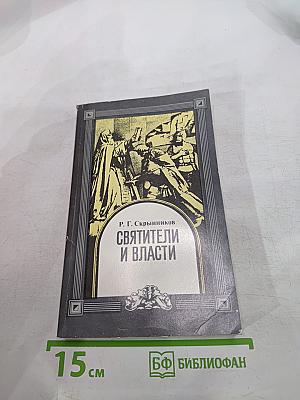 Р. Г. Скрынников
СВЯТИТЕЛИ
И ВЛАСТИ
15 см
БФ БИБЛИОФАН